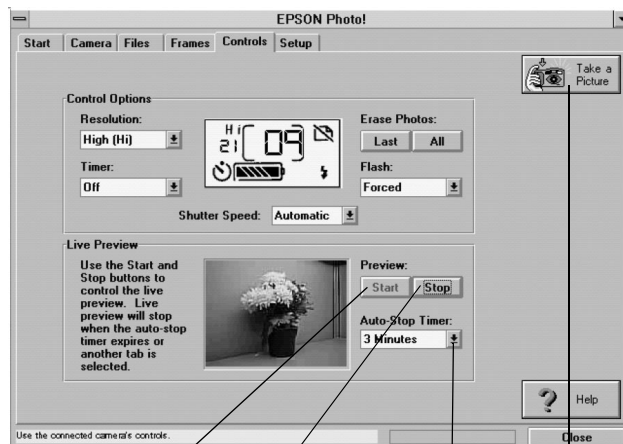 EPSON Photo!
Start Camera Files Frames Controls Setup
Take a
Picture
Control Options
Resolution:
High (Hi)
Timer:
Off
Hi
21 09
Erase Photos:
Last All
Flash:
Forced
Shutter Speed: Automatic
Live Preview
Use the Start and
Stop buttons to
control the live
preview. Live
preview will stop
when the auto-stop
timer expires or
another tab is
selected.
Preview:
Start Stop
Auto-Stop Timer:
3 Minutes
? Help
Use the connected camera's controls.
Close